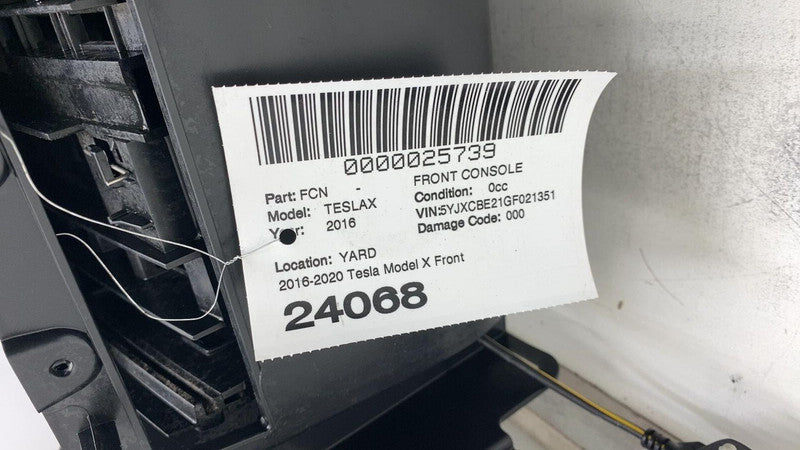 0000025739
Part: FCN - FRONT CONSOLE
Model: TESLAX Condition: 0cc
Year: 2016 VIN:5YJXCBE21GF021351
Damage Code: 000
Location: YARD
2016-2020 Tesla Model X Front
24068